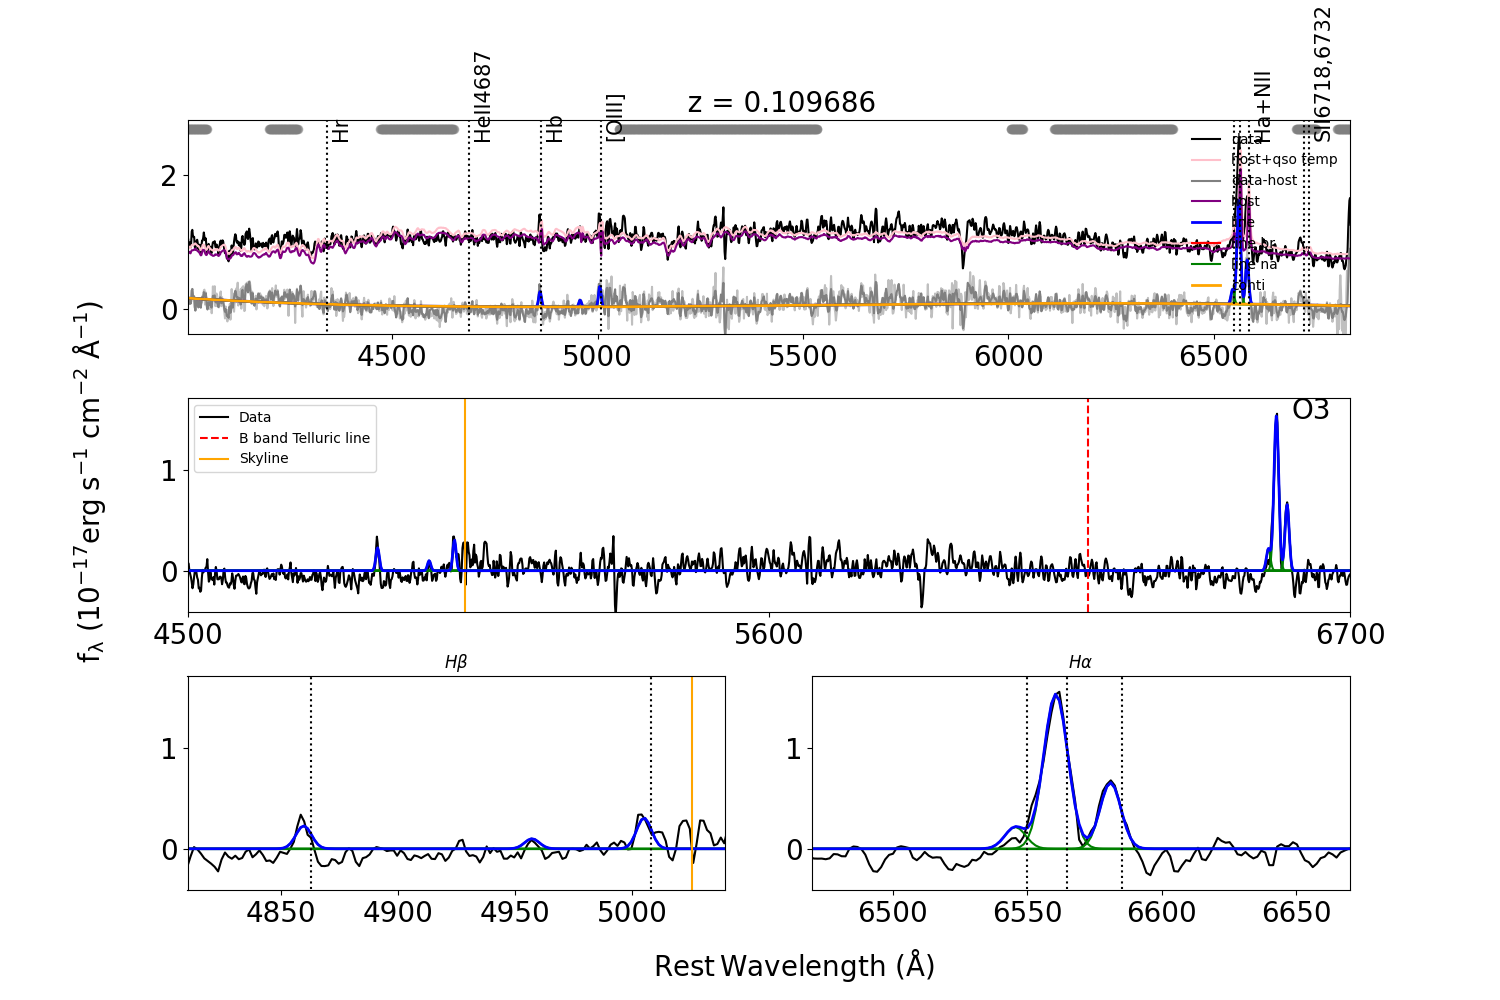 z = 0.109686
Hr
HeII4687
Hb
[OIII]
Ha+NII
SII6718,6732
data
host+qso temp
data-host
host
line
line br
line na
conti
2
0
4500
5000
5500
6000
6500
Data
B band Telluric line
Skyline
O3
1
0
4500
5600
6700
fλ (10−17erg s−1 cm−2 Å−1)
Hβ
1
0
4850
4900
4950
5000
Hα
1
0
6500
6550
6600
6650
Rest Wavelength (Å)